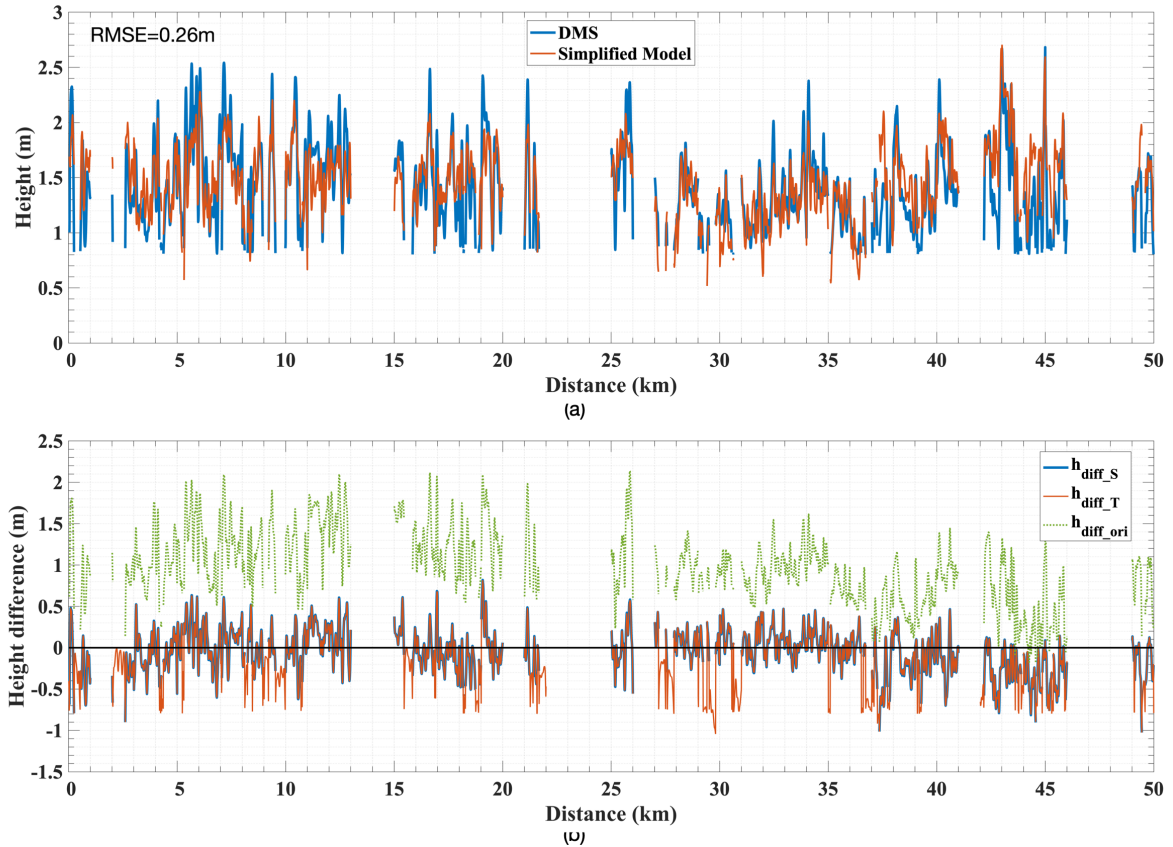 RMSE=0.26m
DMS
Simplified Model
3
2.5
2
1.5
1
0.5
0
Height (m)
0 5 10 15 20 25 30 35 40 45 50
Distance (km)
(a)
2.5
2
1.5
1
0.5
0
-0.5
-1
-1.5
Height difference (m)
h_diff_S
h_diff_T
h_diff_ori
0 5 10 15 20 25 30 35 40 45 50
Distance (km)
(b)